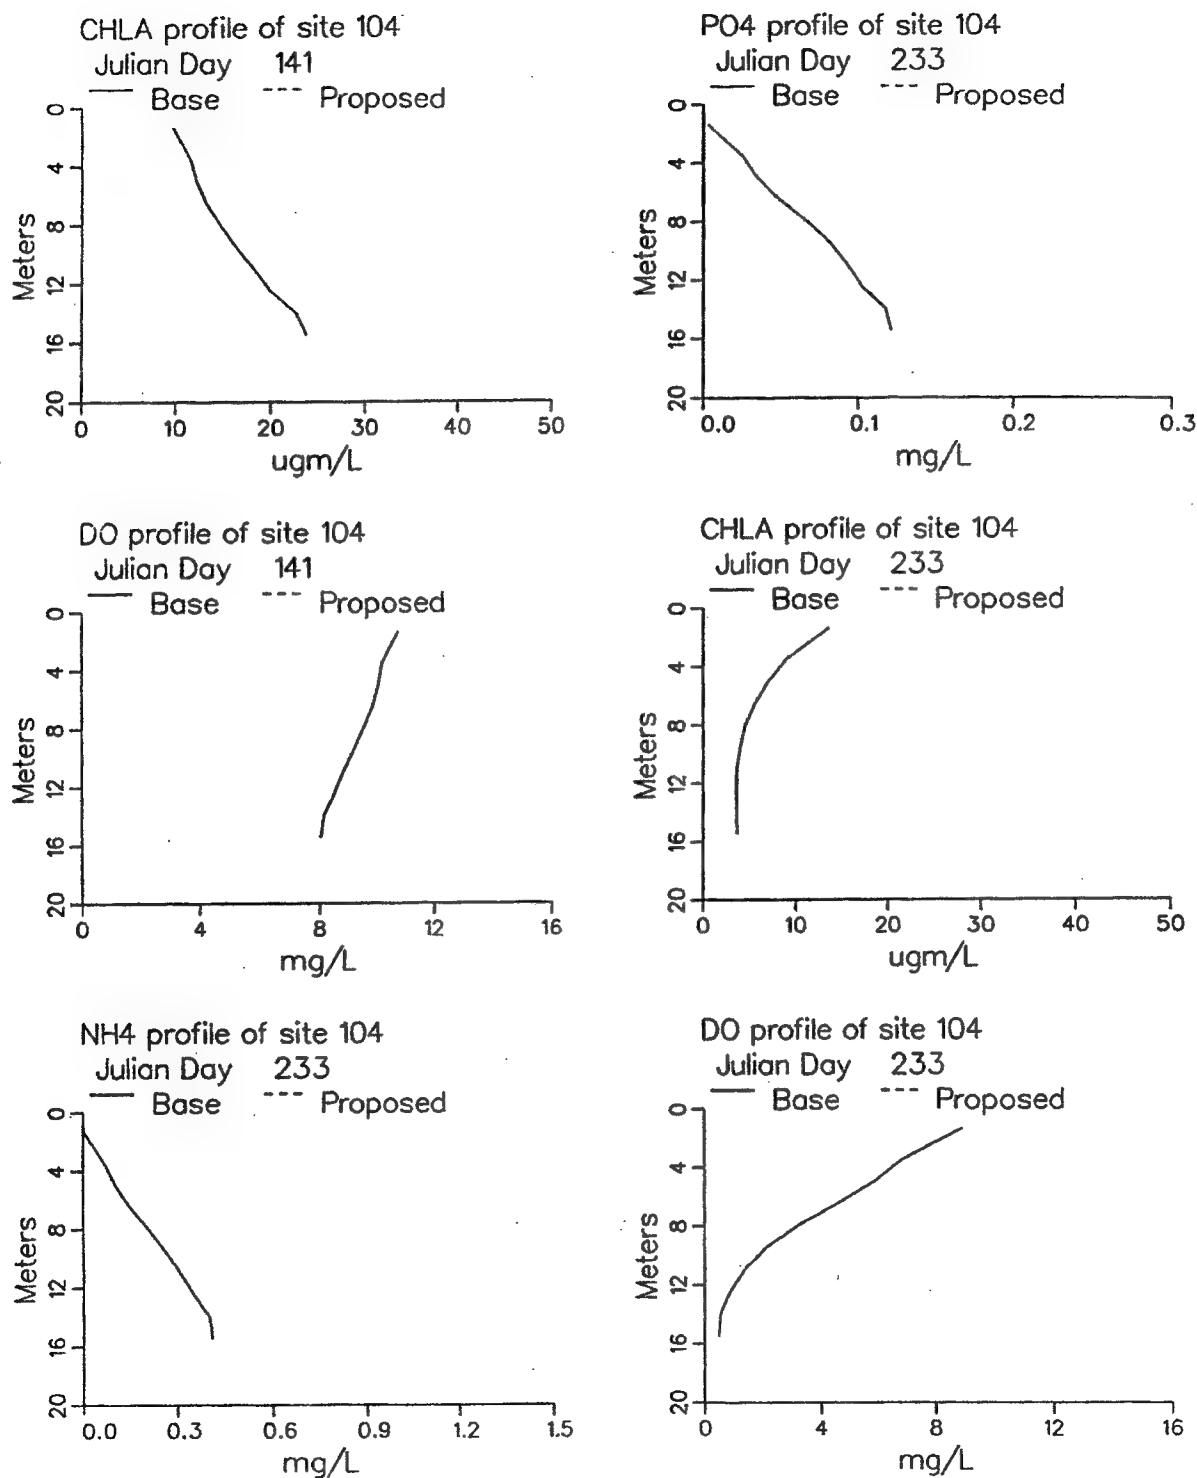 CHLA profile of site 104
Julian Day 141
Base Proposed
0
4
8
12
16
20
Meters
0 10 20 30 40 50
ugm/L
PO4 profile of site 104
Julian Day 233
Base Proposed
0
4
8
12
16
20
Meters
0.0 0.1 0.2 0.3
mg/L
DO profile of site 104
Julian Day 141
Base Proposed
0
4
8
12
16
20
Meters
0 4 8 12 16
mg/L
CHLA profile of site 104
Julian Day 233
Base Proposed
0
4
8
12
16
20
Meters
0 10 20 30 40 50
ugm/L
NH4 profile of site 104
Julian Day 233
Base Proposed
0
4
8
12
16
20
Meters
0.0 0.3 0.6 0.9 1.2 1.5
mg/L
DO profile of site 104
Julian Day 233
Base Proposed
0
4
8
12
16
20
Meters
0 4 8 12 16
mg/L